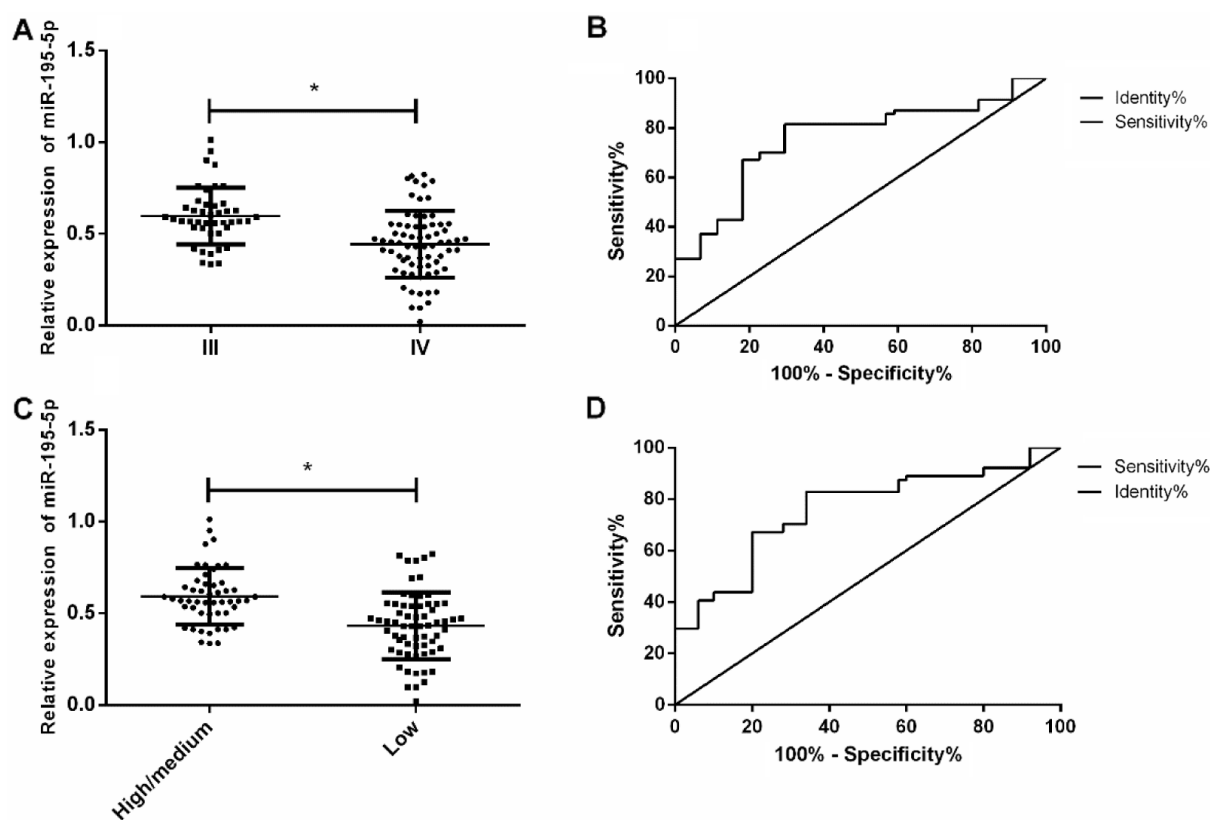 A
Relative expression of miR-195-5p
1.5
1.0
0.5
0.0
*
III
IV
B
Sensitivity%
100
80
60
40
20
0
0 20 40 60 80 100
100% - Specificity%
Identity%
Sensitivity%
C
Relative expression of miR-195-5p
1.5
1.0
0.5
0.0
*
High/medium
Low
D
Sensitivity%
100
80
60
40
20
0
0 20 40 60 80 100
100% - Specificity%
Sensitivity%
Identity%